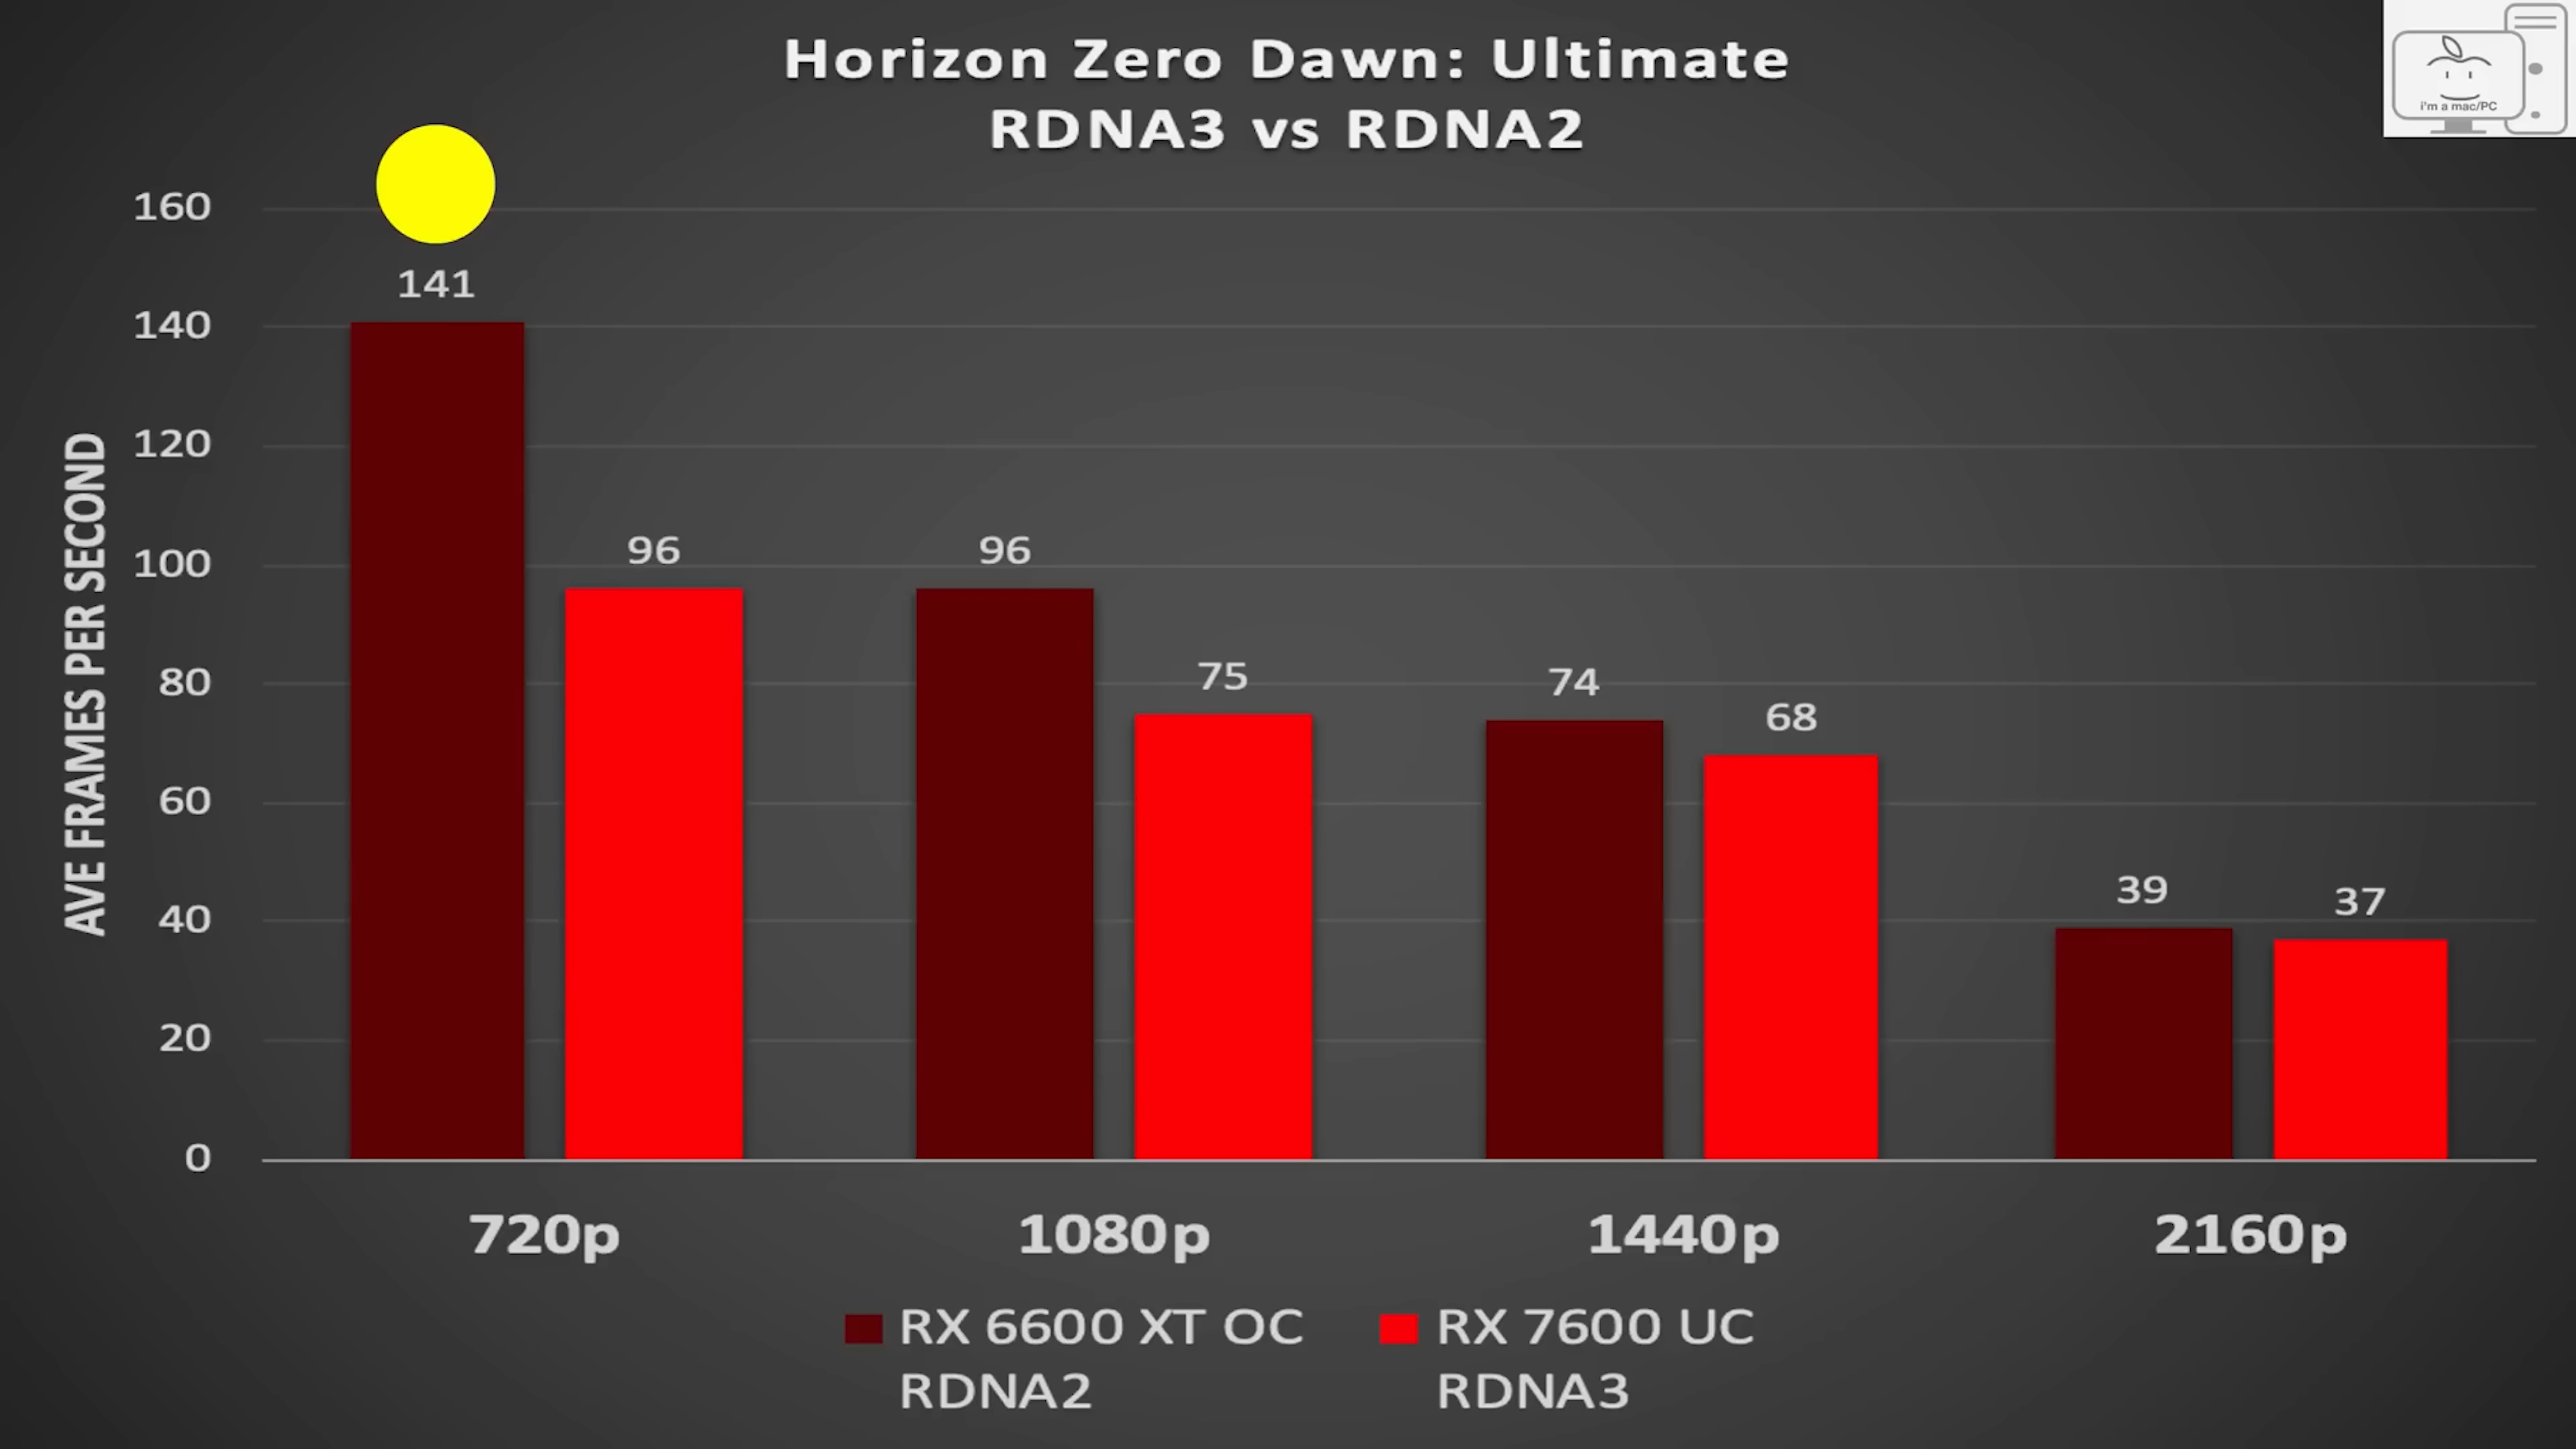 Horizon Zero Dawn: Ultimate
RDNA3 vs RDNA2
i'm a mac/PC
AVE FRAMES PER SECOND
160
140
120
100
80
60
40
20
0
141
96
96
75
74
68
39
37
720p
1080p
1440p
2160p
RX 6600 XT OC
RDNA2
RX 7600 UC
RDNA3